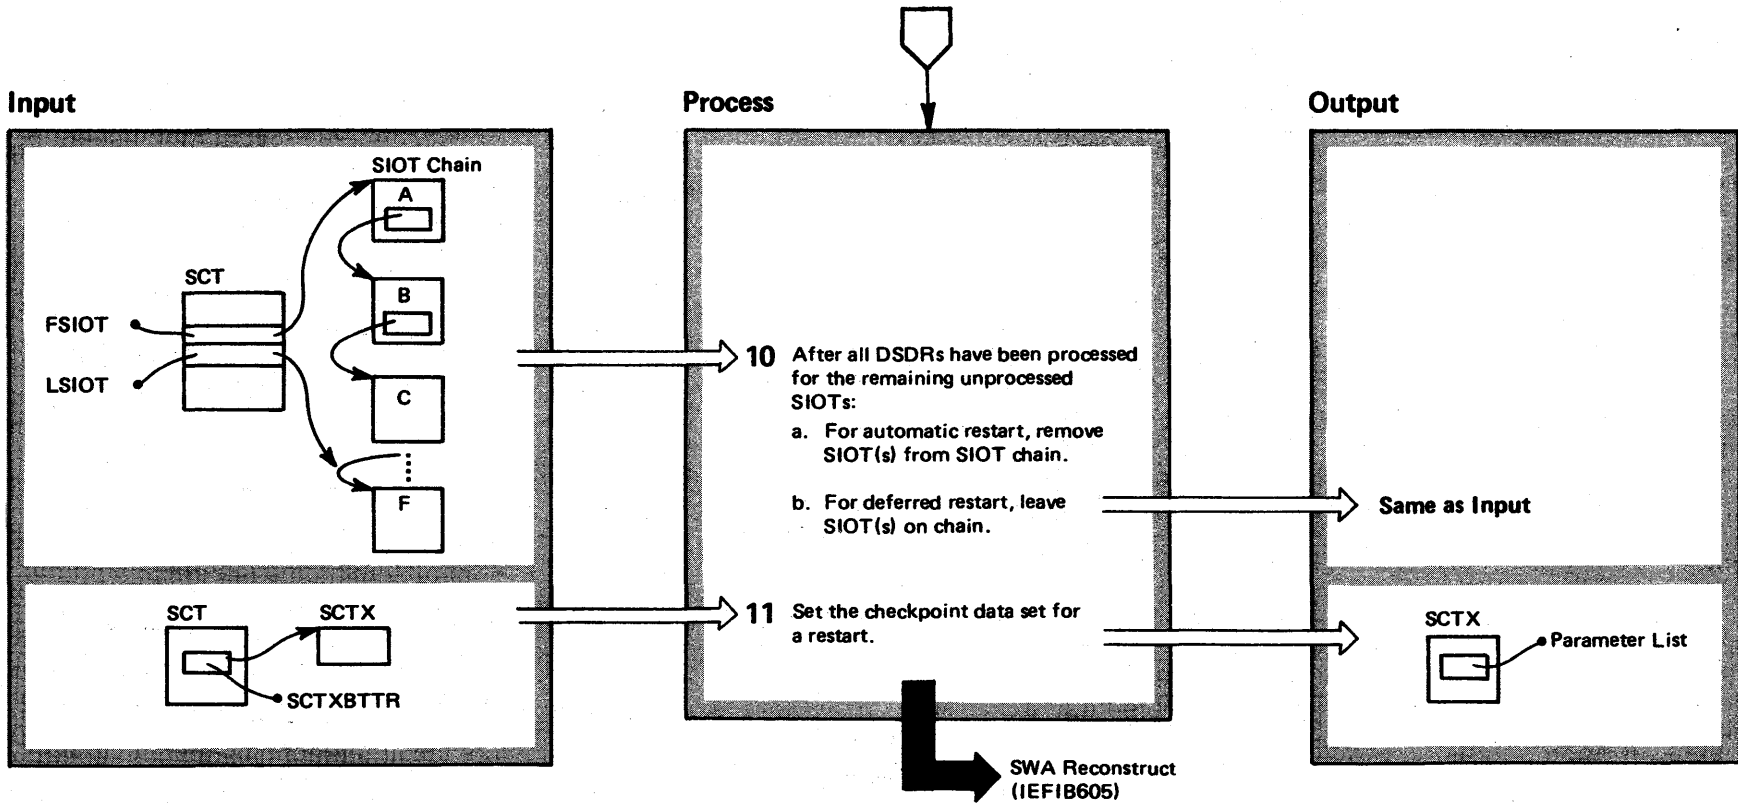 Input
Process
Output
SIOT Chain
A
SCT
B
FSIOT
LSIOT
C
F
10 After all DSDRs have been processed
for the remaining unprocessed
SIOTs:
a. For automatic restart, remove
SIOT(s) from SIOT chain.
b. For deferred restart, leave
SIOT(s) on chain.
Same as Input
SCT
SCTX
SCTXBTTR
11 Set the checkpoint data set for
a restart.
SCTX
Parameter List
SWA Reconstruct
(IEFIB605)